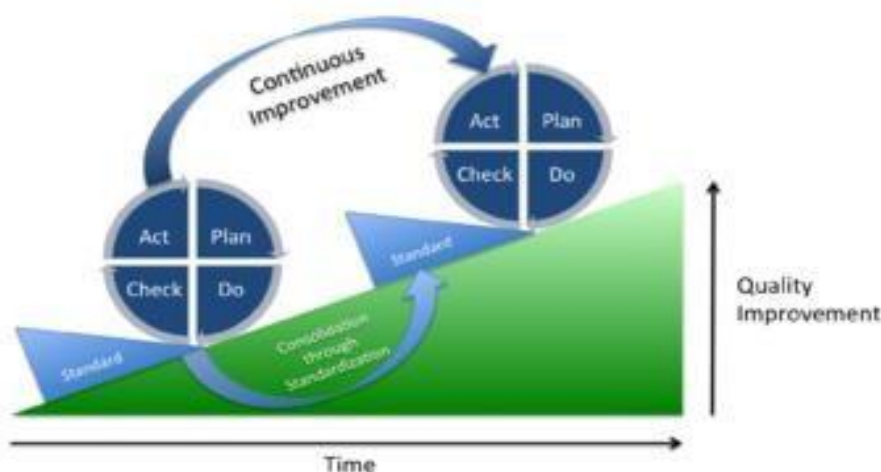 Continuous
Improvement
Act
Plan
Check
Do
Act
Plan
Check
Do
Standard
Standard
Consolidation
through
Standardization
Quality
Improvement
Time